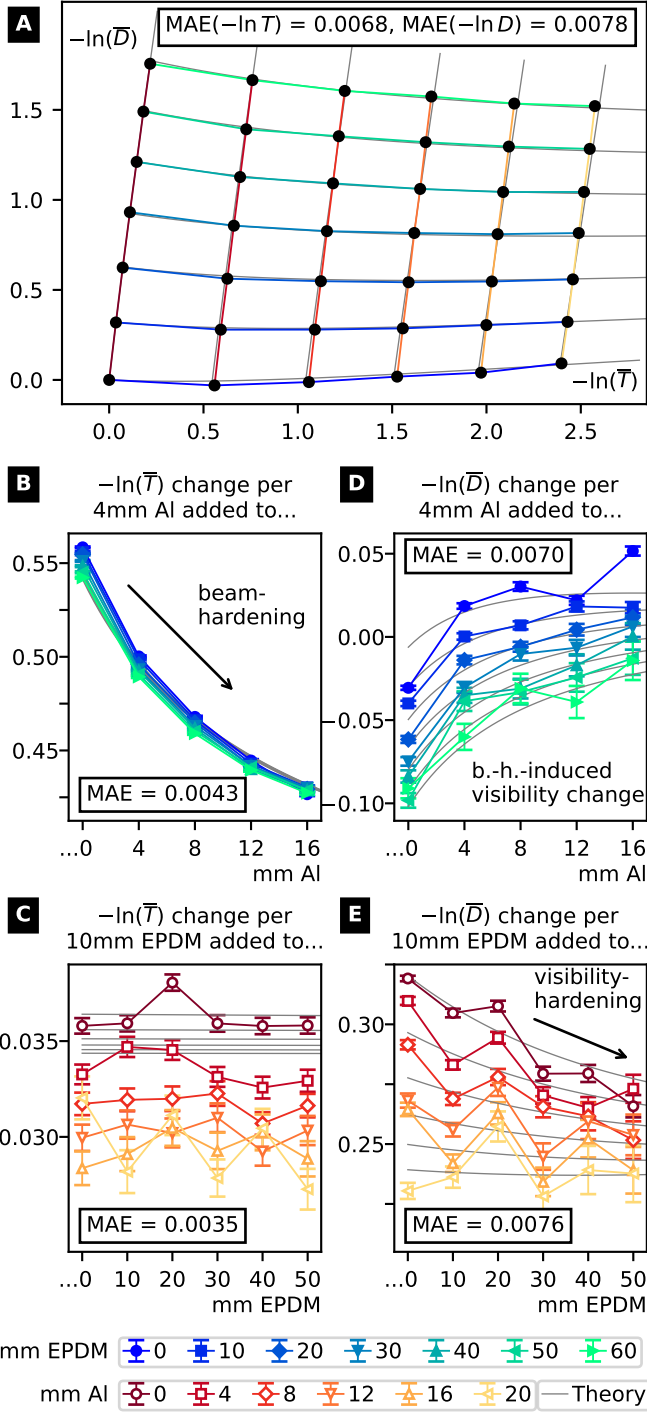 A
MAE(−ln T) = 0.0068, MAE(−ln D) = 0.0078
−ln(D̅)
1.5
1.0
0.5
0.0
−ln(T̅)
0.0 0.5 1.0 1.5 2.0 2.5
B
−ln(T̅) change per
4mm Al added to...
0.55
0.50
0.45
beam-
hardening
MAE = 0.0043
...0 4 8 12 16
mm Al
D
−ln(D̅) change per
4mm Al added to...
0.05
0.00
−0.05
−0.10
MAE = 0.0070
b.-h.-induced
visibility change
...0 4 8 12 16
mm Al
C
−ln(T̅) change per
10mm EPDM added to...
0.035
0.030
MAE = 0.0035
...0 10 20 30 40 50
mm EPDM
E
−ln(D̅) change per
10mm EPDM added to...
0.30
0.25
visibility-
hardening
MAE = 0.0076
...0 10 20 30 40 50
mm EPDM
mm EPDM 0 10 20 30 40 50 60
mm Al 0 4 8 12 16 20 Theory